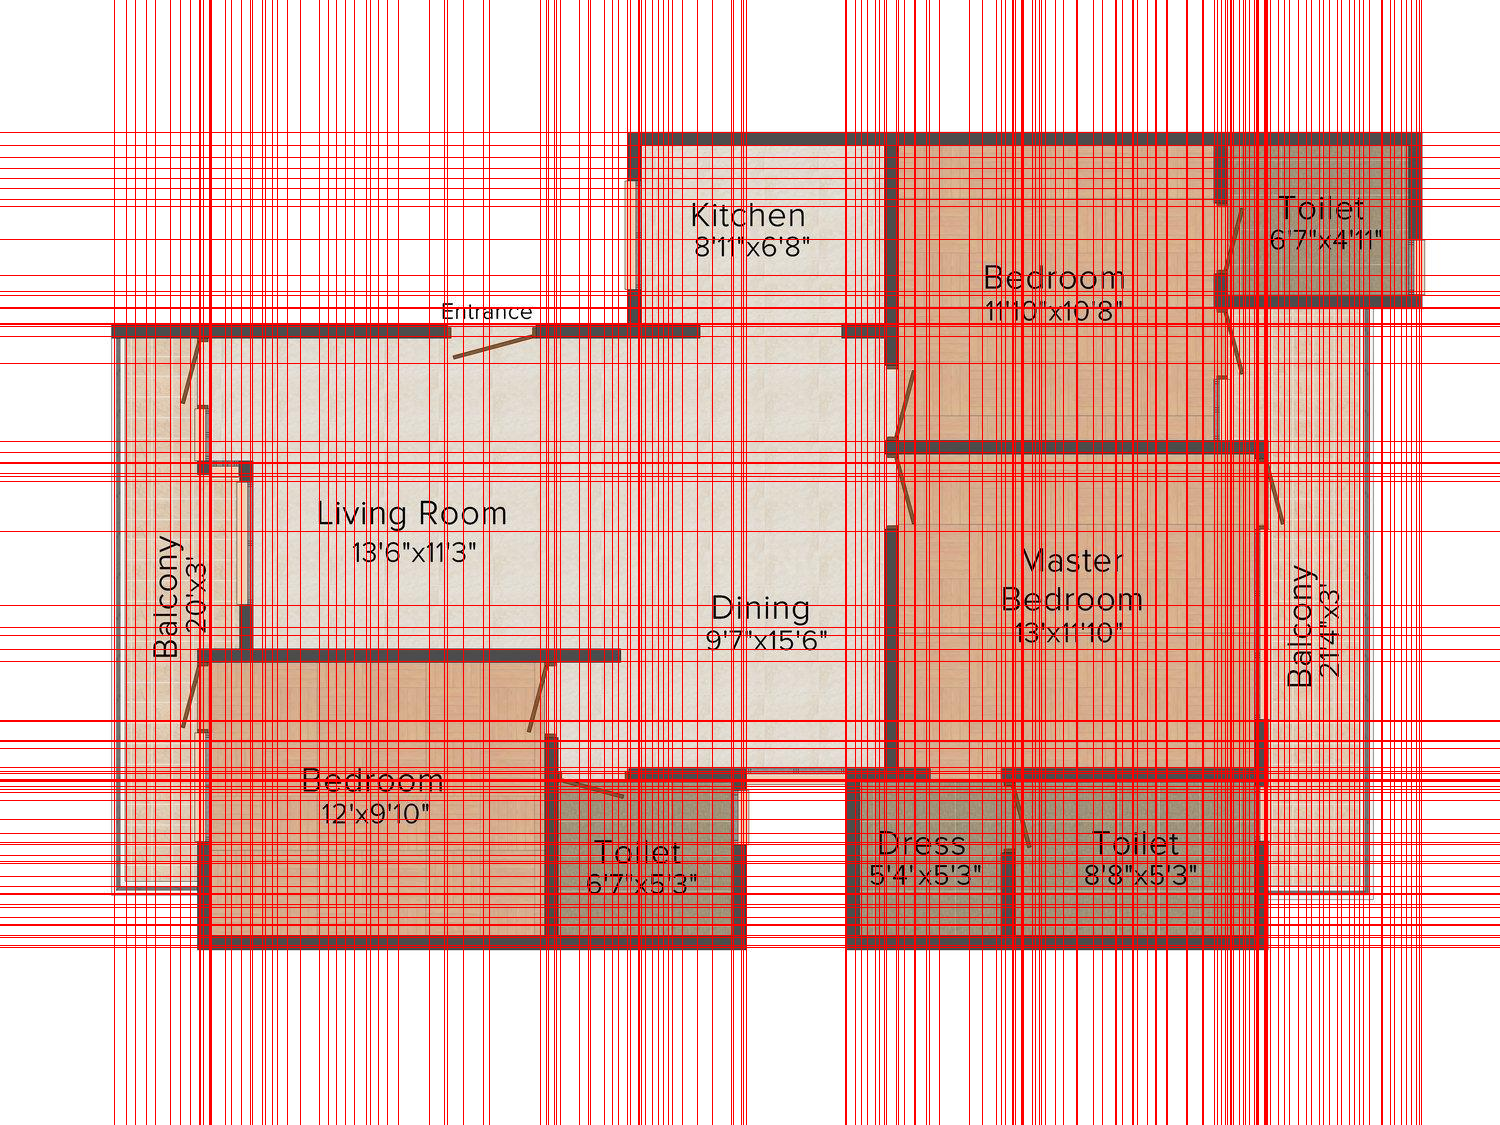 Kitchen
8'11"x6'8"
Toilet
6'7"x4'11"
Bedroom
11'10"x10'8"
Entrance
Living Room
13'6"x11'3"
Balcony
20'x3'
Dining
9'7"x15'6"
Master
Bedroom
13'x11'10"
Balcony
21'4"x3'
Bedroom
12'x9'10"
Toilet
6'7"x5'3"
Dress
5'4'x5'3"
Toilet
8'8"x5'3"